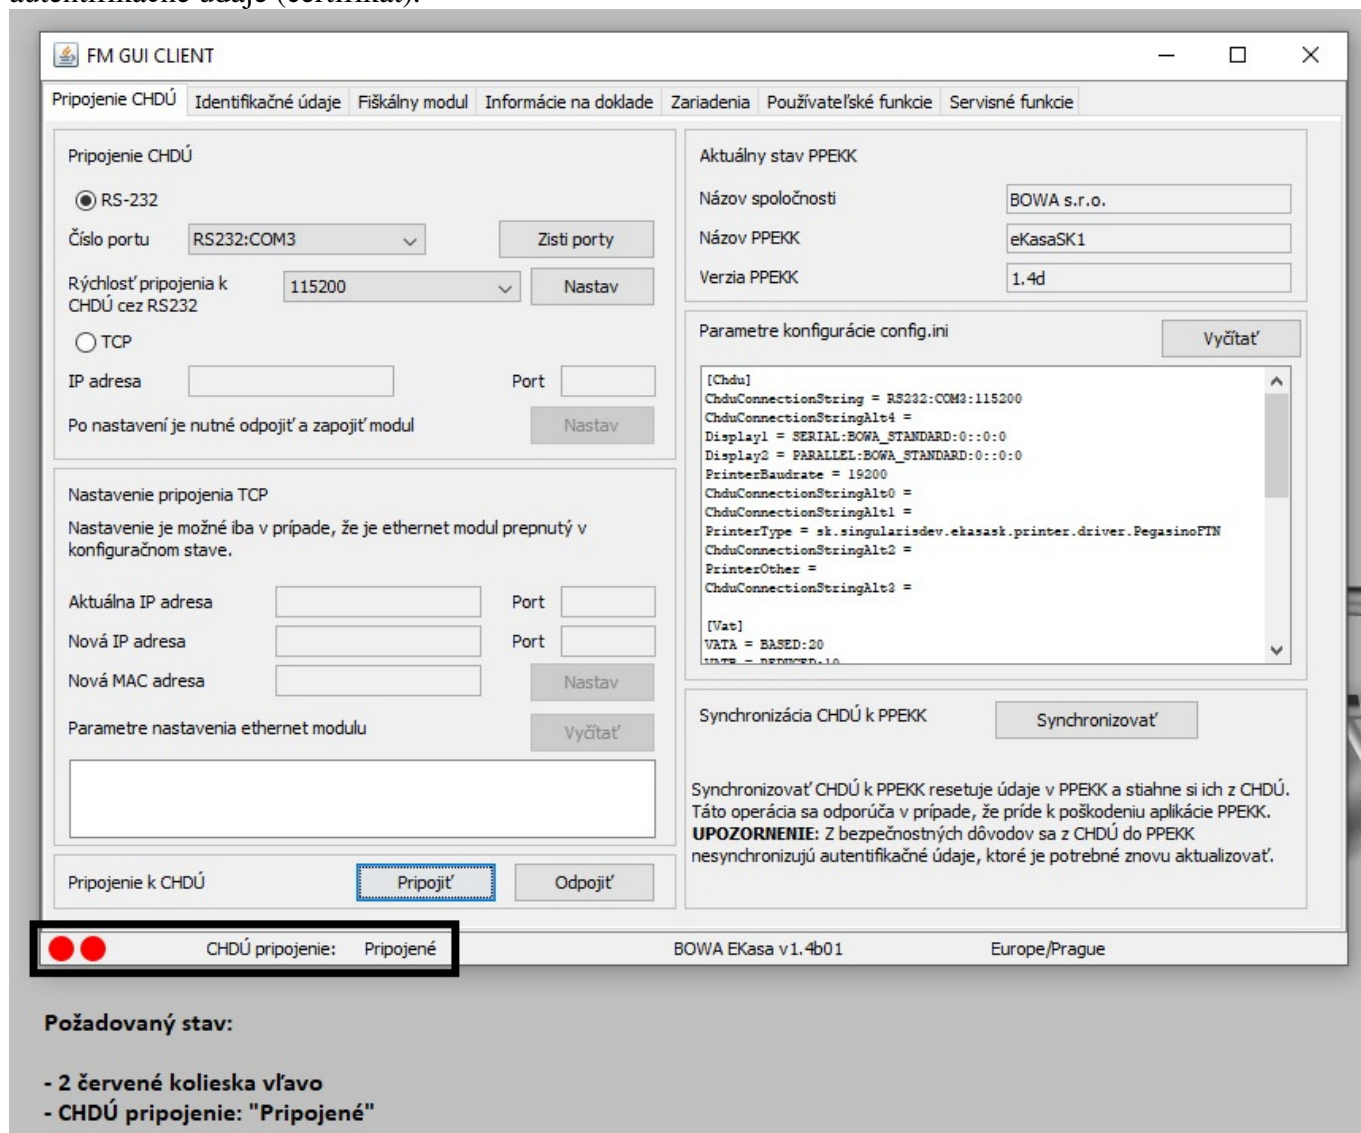 autentifikačné údaje (certifikát).
FM GUI CLIENT
Pripojenie CHDÚ Identifikačné údaje Fiškálny modul Informácie na doklade Zariadenia Používateľské funkcie Servisné funkcie
Pripojenie CHDÚ
RS-232
Číslo portu RS232:COM3 Zisti porty
Rýchlosť pripojenia k
CHDÚ cez RS232
115200 Nastav
TCP
IP adresa Port
Po nastavení je nutné odpojiť a zapojiť modul Nastav
Nastavenie pripojenia TCP
Nastavenie je možné iba v prípade, že je ethernet modul prepnutý v
konfiguračnom stave.
Aktuálna IP adresa Port
Nová IP adresa Port
Nová MAC adresa Nastav
Parametre nastavenia ethernet modulu Vyčítať
Pripojenie k CHDÚ Pripojiť Odpojiť
Aktuálny stav PPEKK
Názov spoločnosti BOWA s.r.o.
Názov PPEKK eKasaSK1
Verzia PPEKK 1.4d
Parametre konfigurácie config.ini Vyčítať
[Chdu]
ChduConnectionString = RS232:COM3:115200
ChduConnectionStringAlt4 =
Display1 = SERIAL:BOWA_STANDARD:0::0:0
Display2 = PARALLEL:BOWA_STANDARD:0::0:0
PrinterBaudrate = 19200
ChduConnectionStringAlt0 =
ChduConnectionStringAlt1 =
PrinterType = sk.singularisdev.ekasask.printer.driver.PegasinoFTN
ChduConnectionStringAlt2 =
PrinterOther =
ChduConnectionStringAlt3 =
[Vat]
VATA = BASED:20
VATB = REDUCED:10
Synchronizácia CHDÚ k PPEKK Synchronizovať
Synchronizovať CHDÚ k PPEKK resetuje údaje v PPEKK a stiahne si ich z CHDÚ.
Táto operácia sa odporúča v prípade, že príde k poškodeniu aplikácie PPEKK.
UPOZORNENIE: Z bezpečnostných dôvodov sa z CHDÚ do PPEKK
nesynchronizujú autentifikačné údaje, ktoré je potrebné znovu aktualizovať.
CHDÚ pripojenie: Pripojené BOWA EKasa v1.4b01 Europe/Prague
Požadovaný stav:
- 2 červené kolieska vľavo
- CHDÚ pripojenie: "Pripojené"